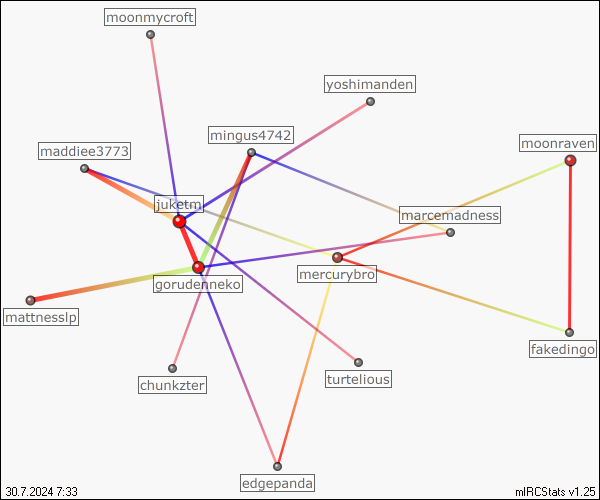 moonmycroft
yoshimanden
mingus4742
moonraven
maddiee3773
juketm
marcemadness
mercurybro
gorudenneko
mattnesslp
fakedingo
turtelious
chunkzter
edgepanda
30.7.2024 7:33
mIRCStats v1.25